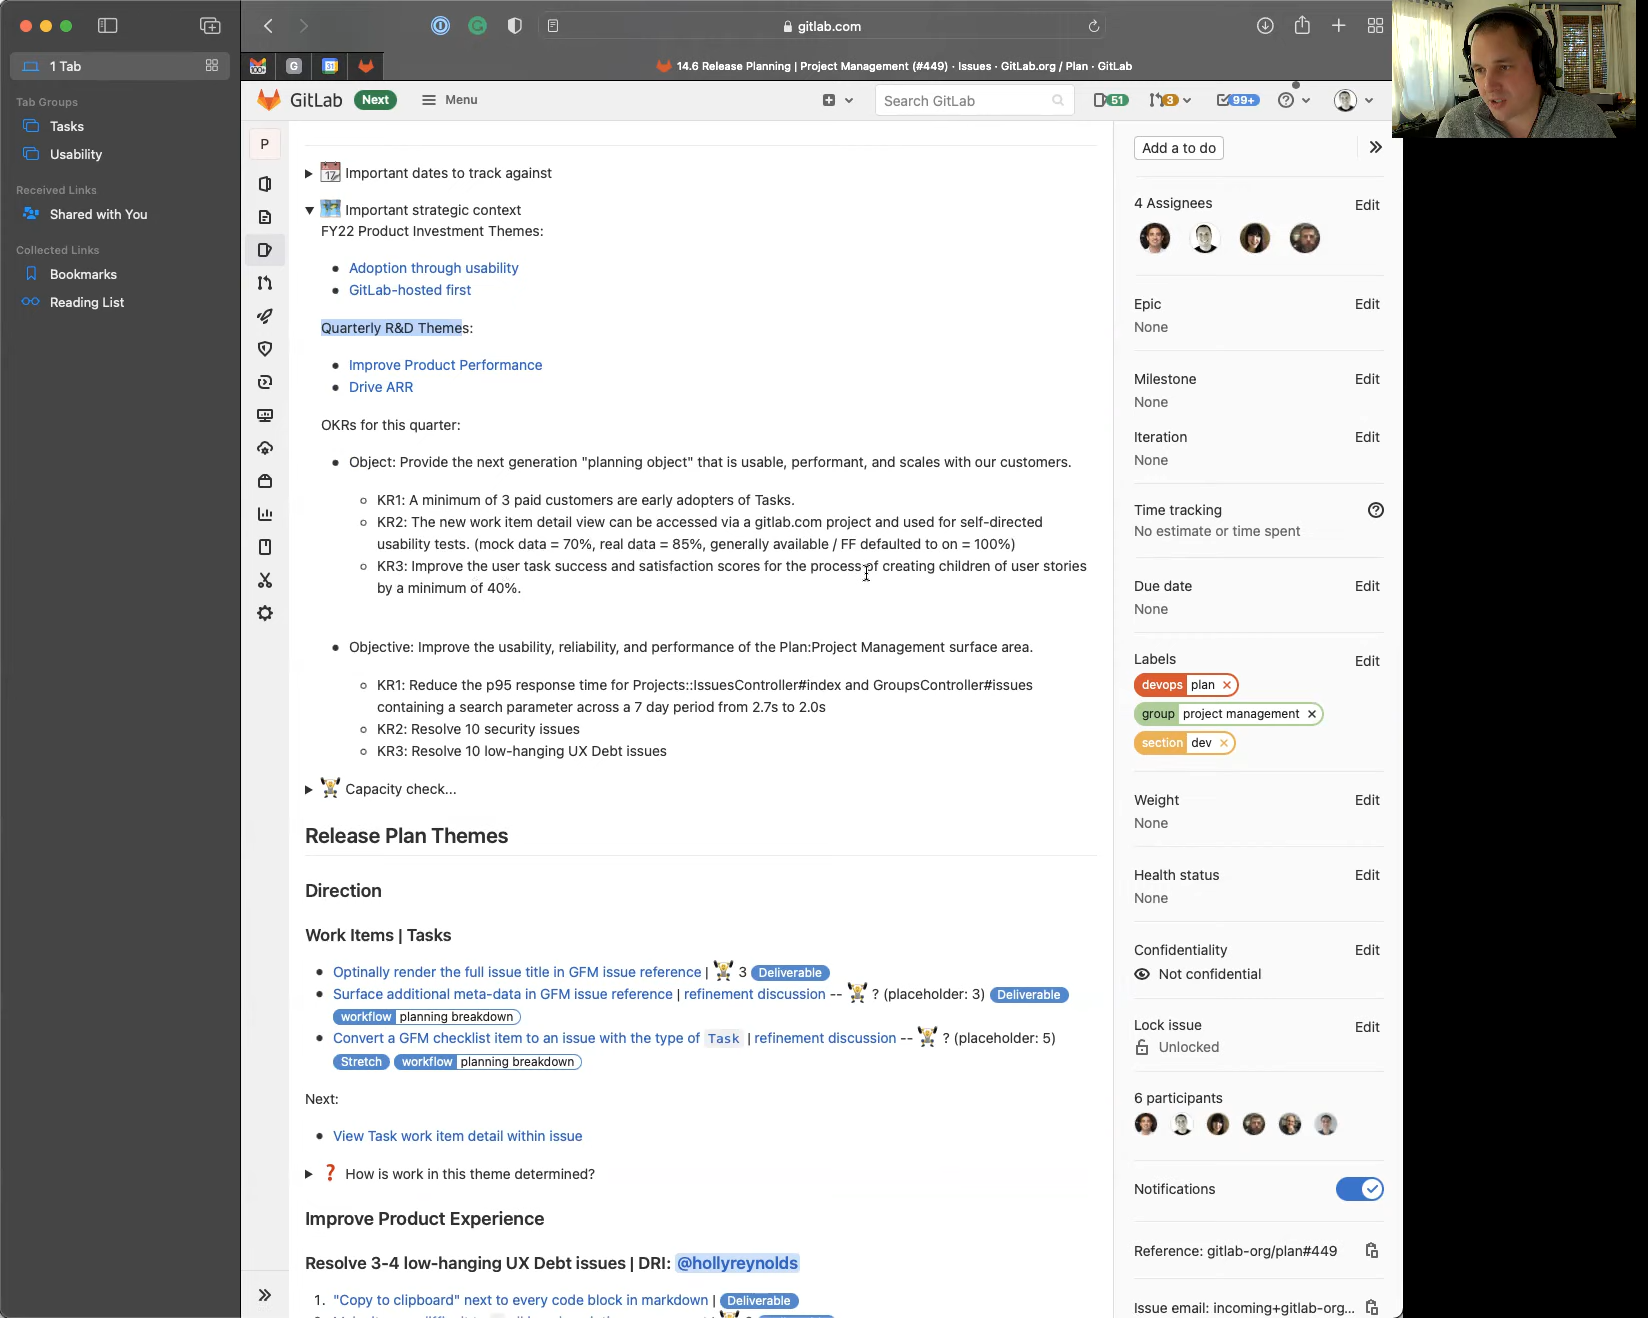 gitlab.com
1 Tab
14.6 Release Planning | Project Management (#449) · Issues · GitLab.org / Plan · GitLab
Tab Groups
Tasks
Usability
Received Links
Shared with You
Collected Links
Bookmarks
Reading List
GitLab Next Menu Search GitLab 51 3 99+
P
Important dates to track against
Important strategic context
FY22 Product Investment Themes:
Adoption through usability
GitLab-hosted first
Quarterly R&D Themes:
Improve Product Performance
Drive ARR
OKRs for this quarter:
Object: Provide the next generation "planning object" that is usable, performant, and scales with our customers.
KR1: A minimum of 3 paid customers are early adopters of Tasks.
KR2: The new work item detail view can be accessed via a gitlab.com project and used for self-directed
usability tests. (mock data = 70%, real data = 85%, generally available / FF defaulted to on = 100%)
KR3: Improve the user task success and satisfaction scores for the process of creating children of user stories
by a minimum of 40%.
Objective: Improve the usability, reliability, and performance of the Plan:Project Management surface area.
KR1: Reduce the p95 response time for Projects::IssuesController#index and GroupsController#issues
containing a search parameter across a 7 day period from 2.7s to 2.0s
KR2: Resolve 10 security issues
KR3: Resolve 10 low-hanging UX Debt issues
Capacity check...
Release Plan Themes
Direction
Work Items | Tasks
Optinally render the full issue title in GFM issue reference | 3 Deliverable
Surface additional meta-data in GFM issue reference | refinement discussion -- ? (placeholder: 3) Deliverable
workflow planning breakdown
Convert a GFM checklist item to an issue with the type of Task | refinement discussion -- ? (placeholder: 5)
Stretch workflow planning breakdown
Next:
View Task work item detail within issue
How is work in this theme determined?
Improve Product Experience
Resolve 3-4 low-hanging UX Debt issues | DRI: @hollyreynolds
1. "Copy to clipboard" next to every code block in markdown | Deliverable
Add a to do
4 Assignees Edit
Epic Edit
None
Milestone Edit
None
Iteration Edit
None
Time tracking
No estimate or time spent
Due date Edit
None
Labels Edit
devops plan
group project management
section dev
Weight Edit
None
Health status Edit
None
Confidentiality Edit
Not confidential
Lock issue Edit
Unlocked
6 participants
Notifications
Reference: gitlab-org/plan#449
Issue email: incoming+gitlab-org...